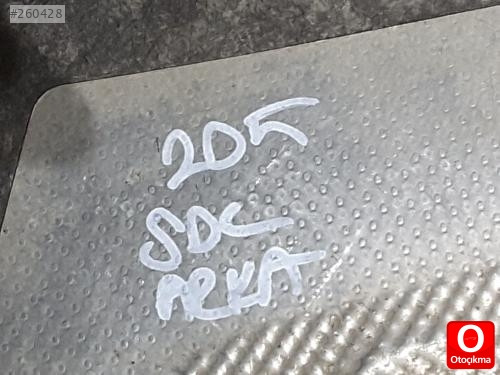 #260428
205
SDC
ARKA
O
Otoçıkma